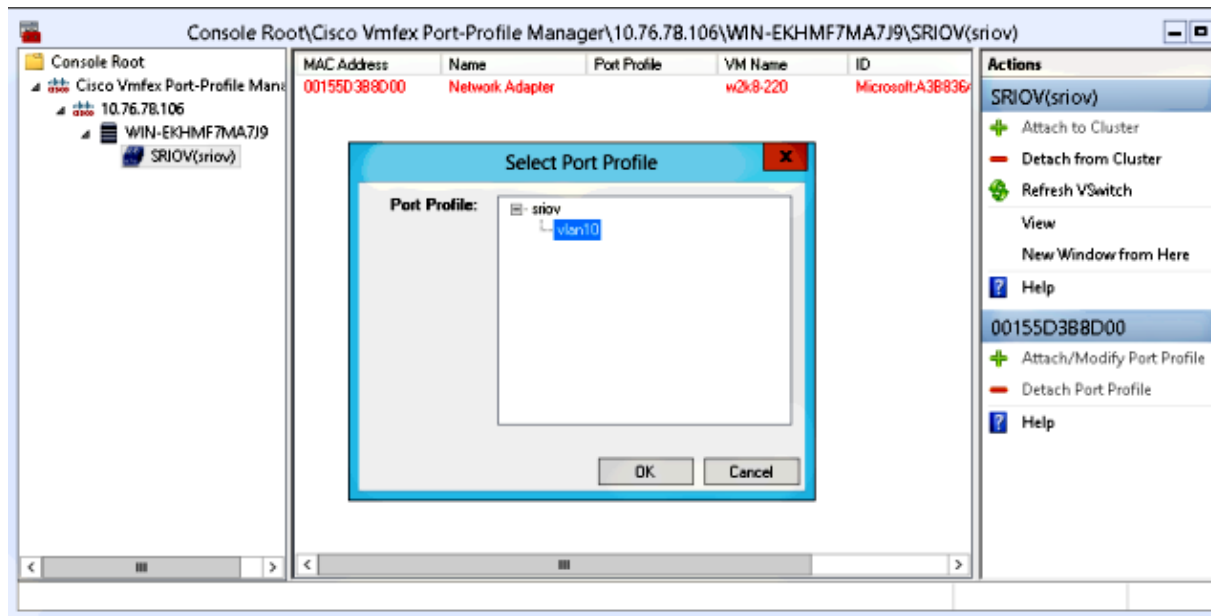 Console Root\Cisco Vmfex Port-Profile Manager\10.76.78.106\WIN-EKHMF7MA7J9\SRIOV(sriov)
Console Root
Cisco Vmfex Port-Profile Mana
10.76.78.106
WIN-EKHMF7MA7J9
SRIOV(sriov)
MAC Address Name Port Profile VM Name ID
00155D3B8D00 Network Adapter w2k8-220 Microsoft:A3B836
Select Port Profile
Port Profile:
sriov
vlan10
OK Cancel
Actions
SRIOV(sriov)
Attach to Cluster
Detach from Cluster
Refresh VSwitch
View
New Window from Here
Help
00155D3B8D00
Attach/Modify Port Profile
Detach Port Profile
Help